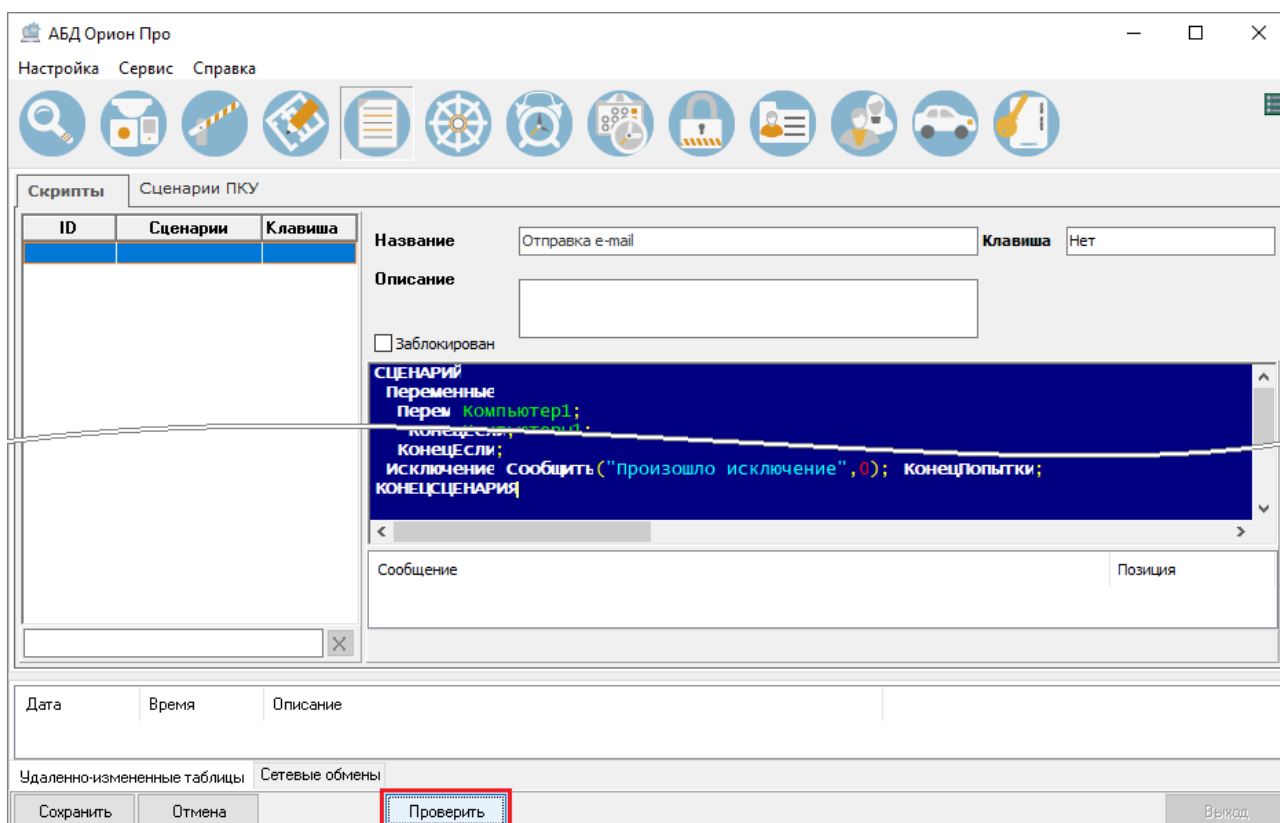 АБД Орион Про
Настройка Сервис Справка
Скрипты Сценарии ПКУ
ID Сценарии Клавиша
Название Отправка e-mail Клавиша Нет
Описание
Заблокирован
СЦЕНАРИЙ
Переменные
Перем Компьютер1;
КонецЕсли;
КонецЕсли;
Исключение Сообщить("Произошло исключение",0); КонецПопытки;
КОНЕЦСЦЕНАРИЯ
Сообщение Позиция
Дата Время Описание
Удаленно-измененные таблицы Сетевые обмены
Сохранить Отмена Проверить Выход